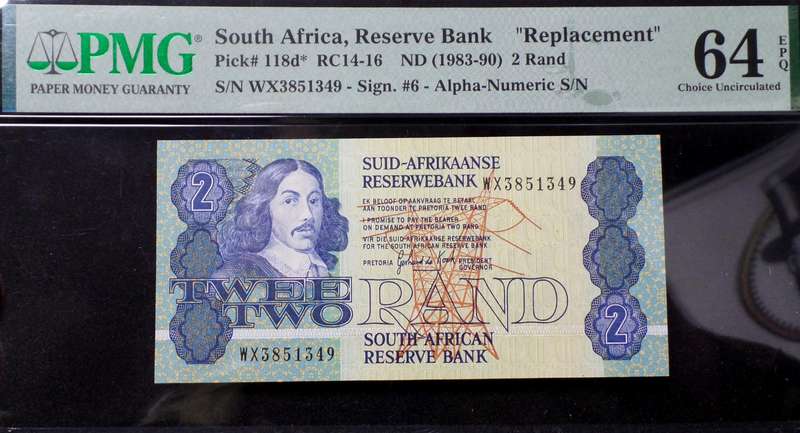 PMG
PAPER MONEY GUARANTY
South Africa, Reserve Bank "Replacement"
Pick# 118d* RC14-16 ND (1983-90) 2 Rand
S/N WX3851349 - Sign. #6 - Alpha-Numeric S/N
64
EPQ
Choice Uncirculated
2
SUID-AFRIKAANSE
RESERWEBANK
WX3851349
EK BELOOF OP AANVRAAG TE BETAAL
AAN TOONDER TE PRETORIA TWEE RAND
I PROMISE TO PAY THE BEARER
ON DEMAND AT PRETORIA TWO RAND
VIR DIE SUID-AFRIKAANSE RESERWEBANK
FOR THE SOUTH AFRICAN RESERVE BANK
PRETORIA
PRESIDENT
GOVERNOR
TWEE
TWO
RAND
2
WX3851349
SOUTH AFRICAN
RESERVE BANK